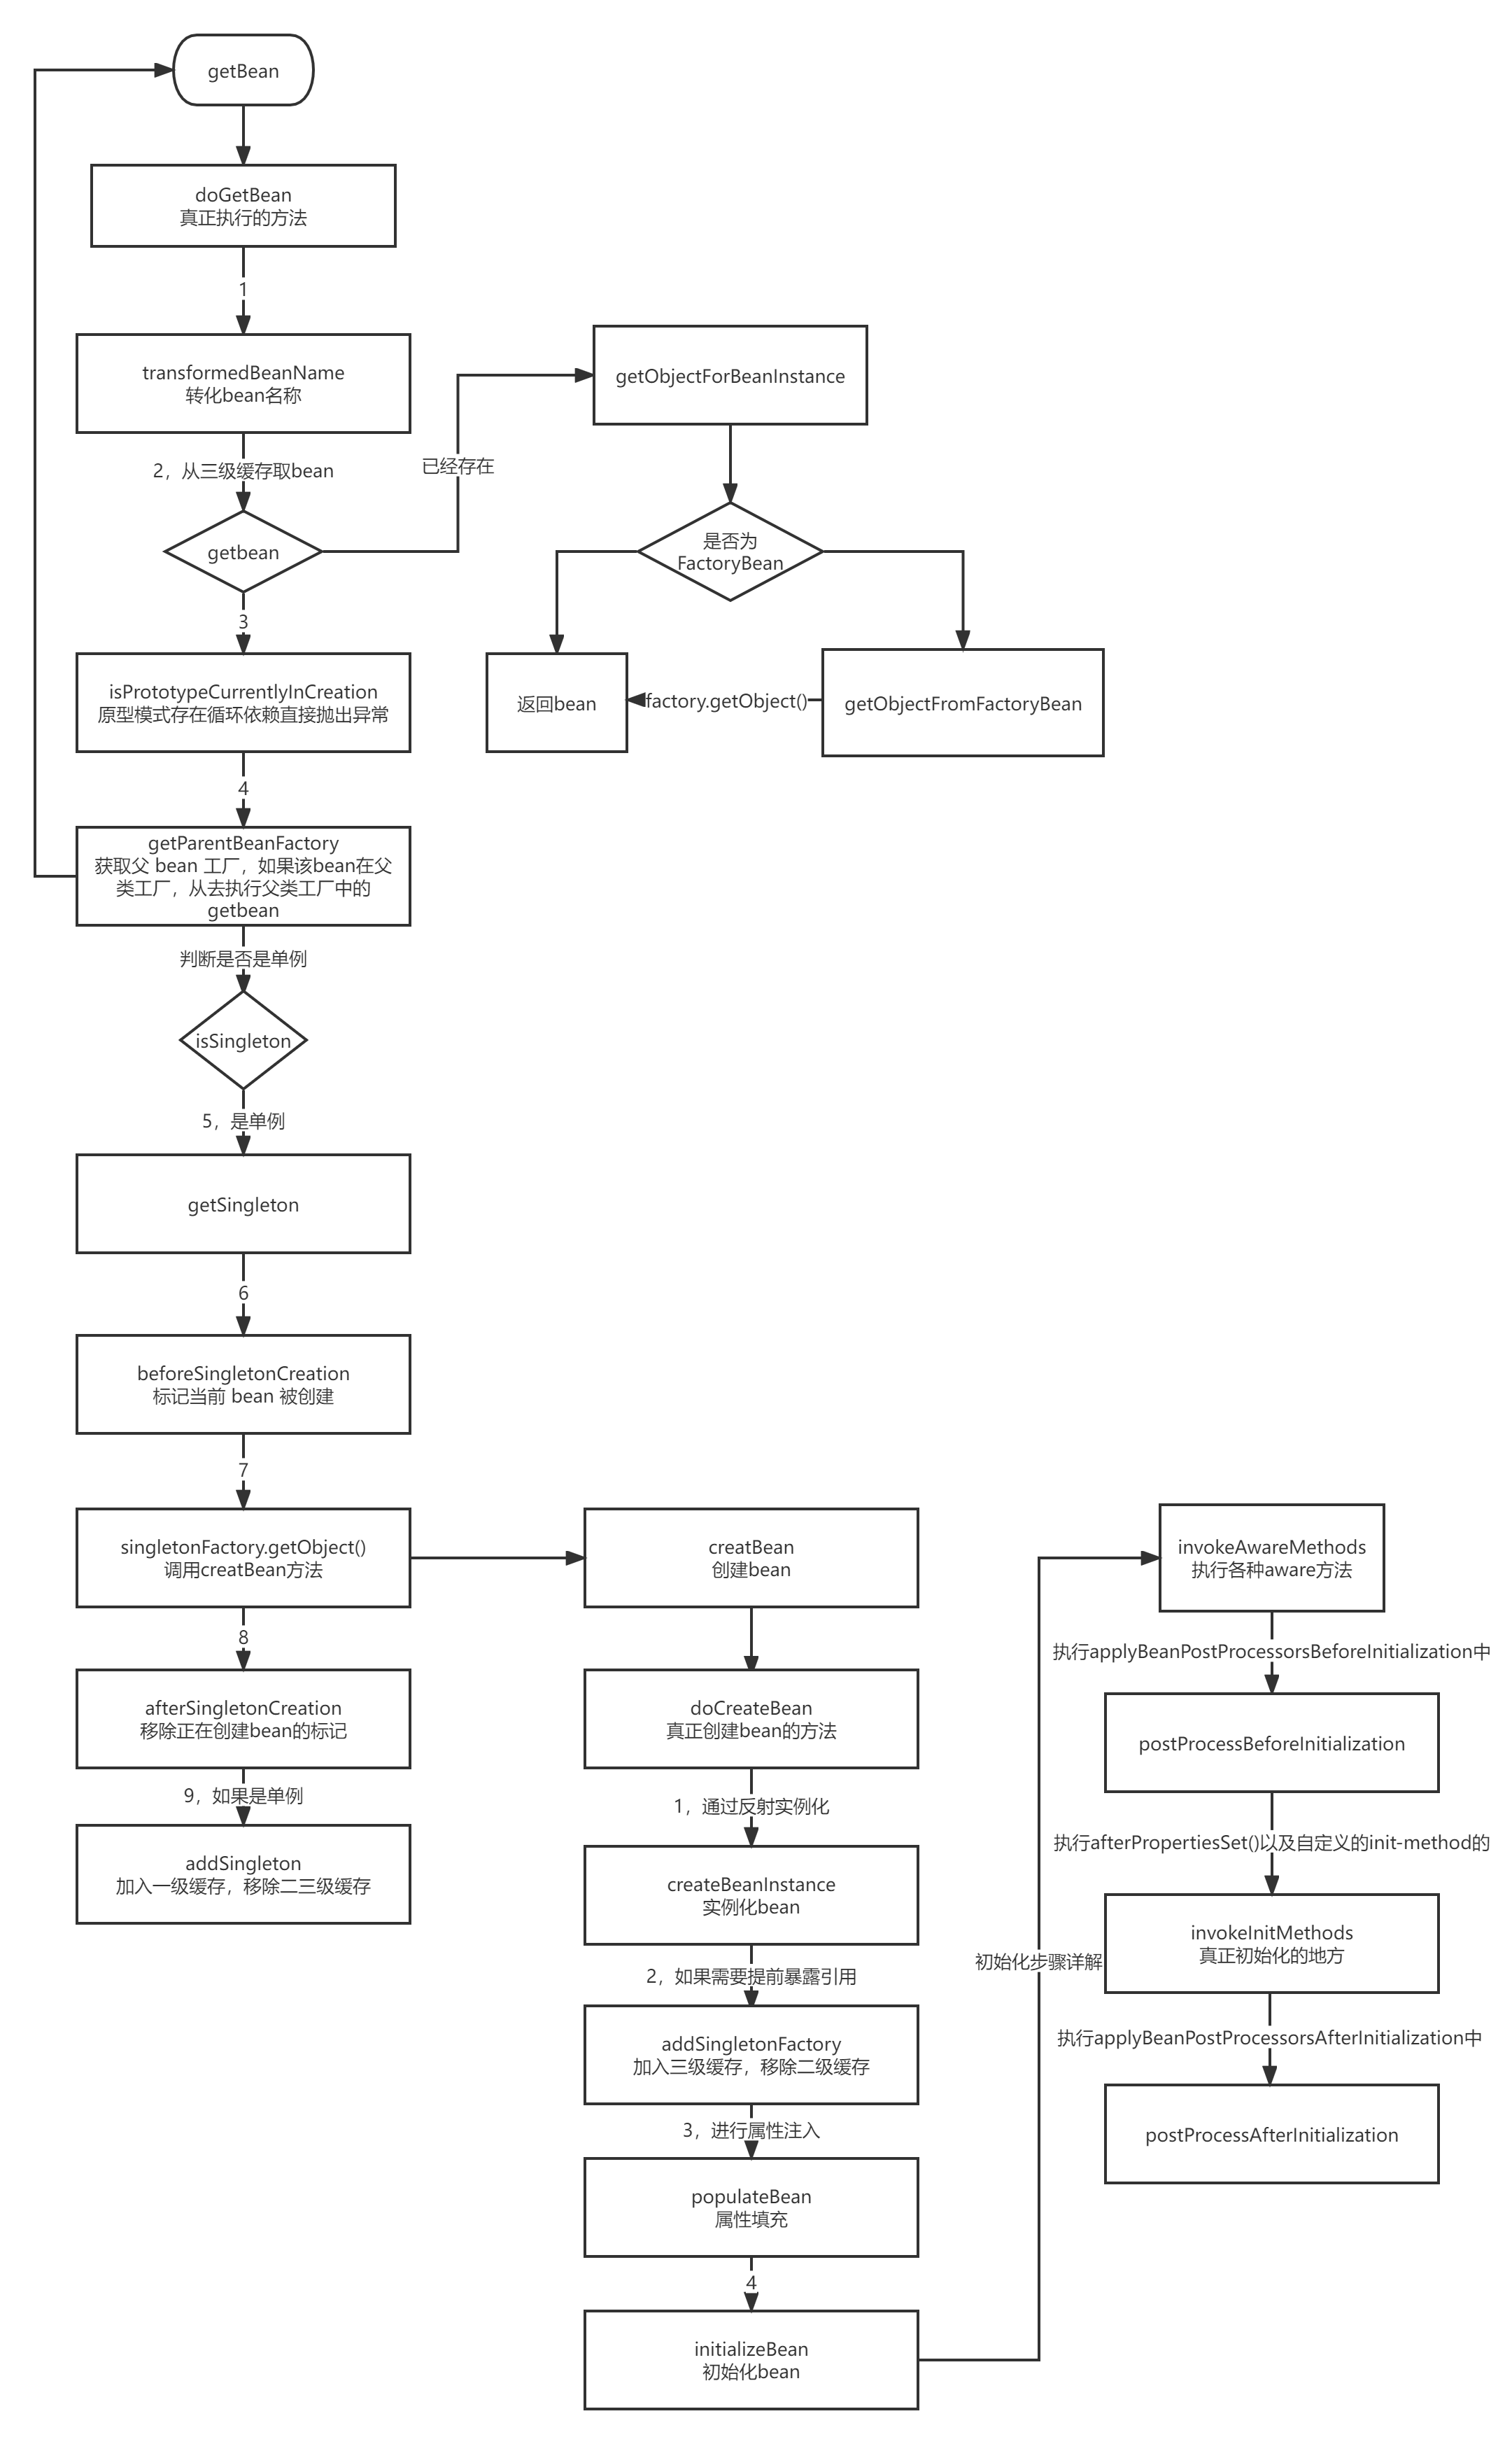 getBean
doGetBean
真正执行的方法
1
transformedBeanName
转化bean名称
2，从三级缓存取bean
getbean
已经存在
getObjectForBeanInstance
是否为
FactoryBean
返回bean
factory.getObject()
getObjectFromFactoryBean
3
isPrototypeCurrentlyInCreation
原型模式存在循环依赖直接抛出异常
4
getParentBeanFactory
获取父 bean 工厂，如果该bean在父
类工厂，从去执行父类工厂中的
getbean
判断是否是单例
isSingleton
5，是单例
getSingleton
6
beforeSingletonCreation
标记当前 bean 被创建
7
singletonFactory.getObject()
调用creatBean方法
8
afterSingletonCreation
移除正在创建bean的标记
9，如果是单例
addSingleton
加入一级缓存，移除二三级缓存
creatBean
创建bean
doCreateBean
真正创建bean的方法
1，通过反射实例化
createBeanInstance
实例化bean
2，如果需要提前暴露引用
addSingletonFactory
加入三级缓存，移除二级缓存
3，进行属性注入
populateBean
属性填充
4
initializeBean
初始化bean
初始化步骤详解
invokeAwareMethods
执行各种aware方法
执行applyBeanPostProcessorsBeforeInitialization中
postProcessBeforeInitialization
执行afterPropertiesSet()以及自定义的init-method的
invokeInitMethods
真正初始化的地方
执行applyBeanPostProcessorsAfterInitialization中
postProcessAfterInitialization